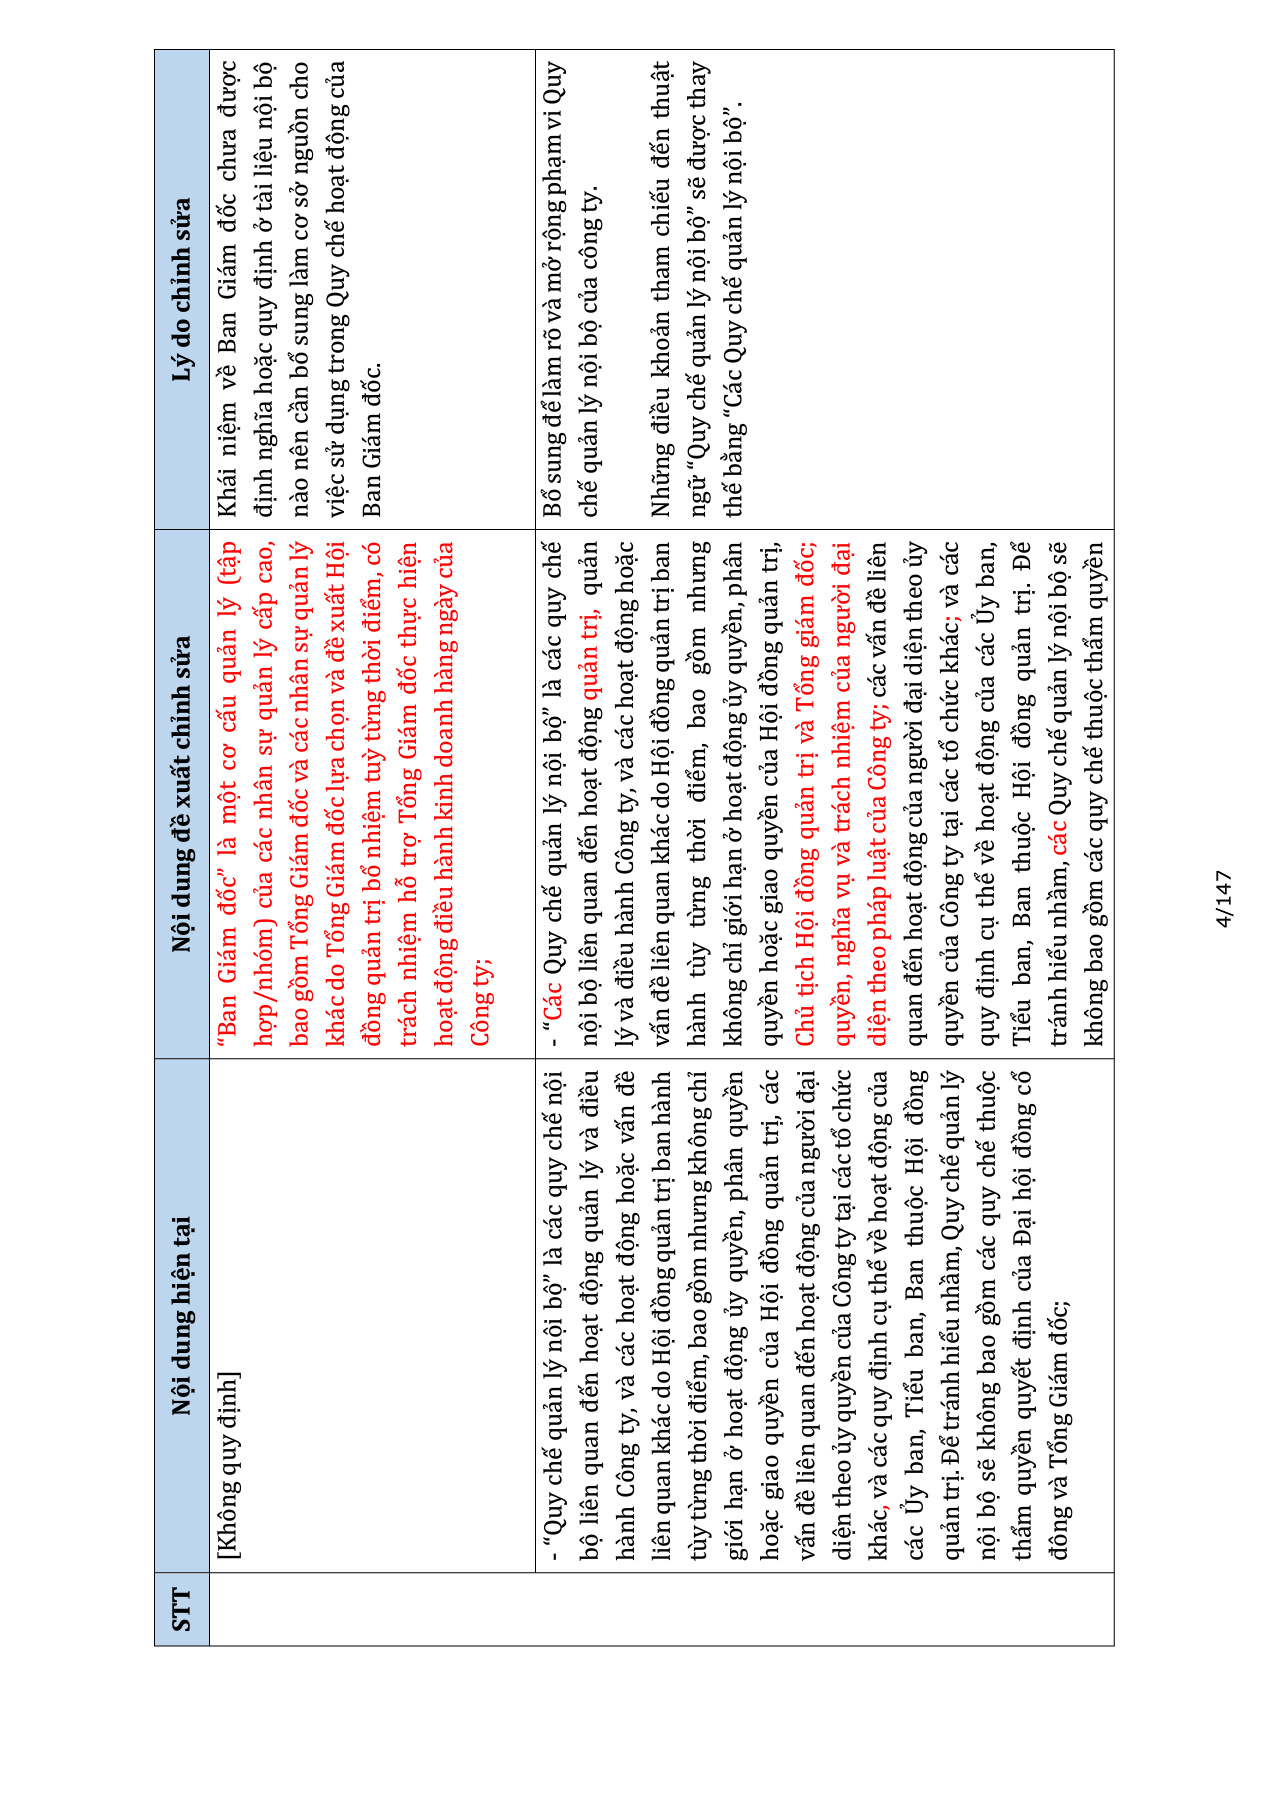 STT
Nội dung hiện tại
Nội dung đề xuất chỉnh sửa
Lý do chỉnh sửa
[Không quy định]
“Ban Giám đốc” là một cơ cấu quản lý (tập
hợp/nhóm) của các nhân sự quản lý cấp cao,
bao gồm Tổng Giám đốc và các nhân sự quản lý
khác do Tổng Giám đốc lựa chọn và đề xuất Hội
đồng quản trị bổ nhiệm tuỳ từng thời điểm, có
trách nhiệm hỗ trợ Tổng Giám đốc thực hiện
hoạt động điều hành kinh doanh hàng ngày của
Công ty;
Khái niệm về Ban Giám đốc chưa được
định nghĩa hoặc quy định ở tài liệu nội bộ
nào nên cần bổ sung làm cơ sở nguồn cho
việc sử dụng trong Quy chế hoạt động của
Ban Giám đốc.
- “Quy chế quản lý nội bộ” là các quy chế nội
bộ liên quan đến hoạt động quản lý và điều
hành Công ty, và các hoạt động hoặc vấn đề
liên quan khác do Hội đồng quản trị ban hành
tùy từng thời điểm, bao gồm nhưng không chỉ
giới hạn ở hoạt động ủy quyền, phân quyền
hoặc giao quyền của Hội đồng quản trị, các
vấn đề liên quan đến hoạt động của người đại
diện theo ủy quyền của Công ty tại các tổ chức
khác, và các quy định cụ thể về hoạt động của
các Ủy ban, Tiểu ban, Ban thuộc Hội đồng
quản trị. Để tránh hiểu nhầm, Quy chế quản lý
nội bộ sẽ không bao gồm các quy chế thuộc
thẩm quyền quyết định của Đại hội đồng cổ
đông và Tổng Giám đốc;
- “Các Quy chế quản lý nội bộ” là các quy chế
nội bộ liên quan đến hoạt động quản trị, quản
lý và điều hành Công ty, và các hoạt động hoặc
vấn đề liên quan khác do Hội đồng quản trị ban
hành tùy từng thời điểm, bao gồm nhưng
không chỉ giới hạn ở hoạt động ủy quyền, phân
quyền hoặc giao quyền của Hội đồng quản trị,
Chủ tịch Hội đồng quản trị và Tổng giám đốc;
quyền, nghĩa vụ và trách nhiệm của người đại
diện theo pháp luật của Công ty; các vấn đề liên
quan đến hoạt động của người đại diện theo ủy
quyền của Công ty tại các tổ chức khác; và các
quy định cụ thể về hoạt động của các Ủy ban,
Tiểu ban, Ban thuộc Hội đồng quản trị. Để
tránh hiểu nhầm, các Quy chế quản lý nội bộ sẽ
không bao gồm các quy chế thuộc thẩm quyền
Bổ sung để làm rõ và mở rộng phạm vi Quy
chế quản lý nội bộ của công ty.
Những điều khoản tham chiếu đến thuật
ngữ “Quy chế quản lý nội bộ” sẽ được thay
thế bằng “Các Quy chế quản lý nội bộ”.
4/147